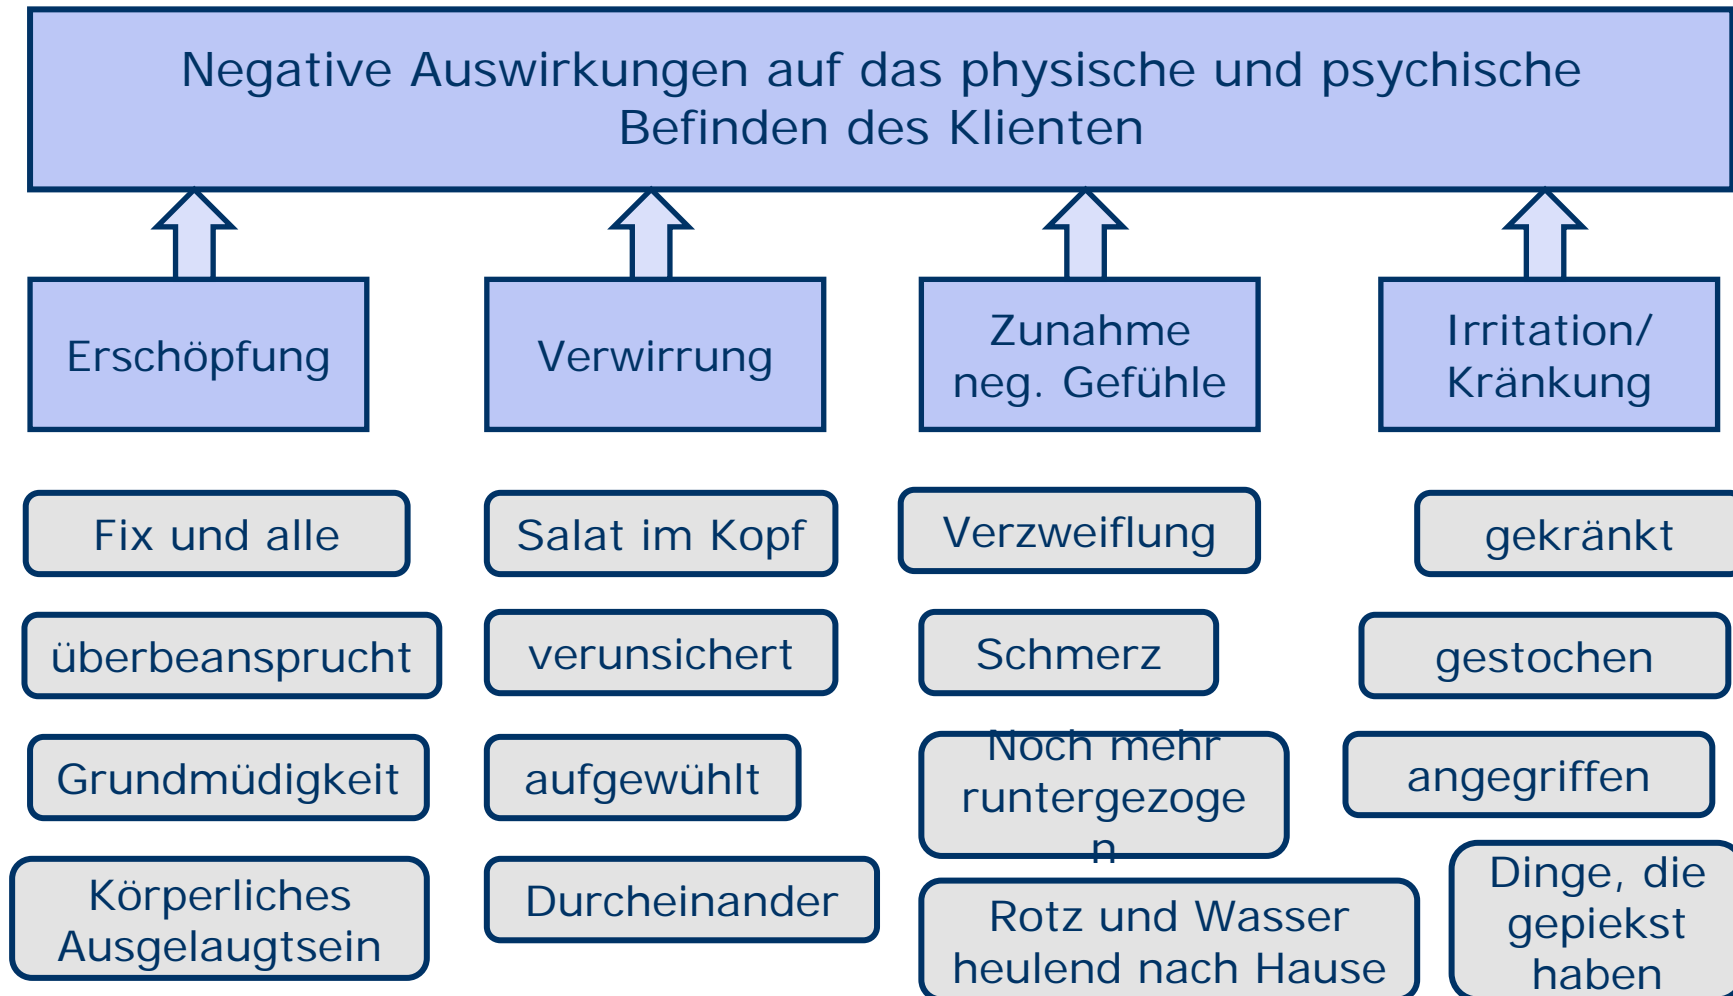 Negative Auswirkungen auf das physische und psychische
Befinden des Klienten
Erschöpfung
Verwirrung
Zunahme
neg. Gefühle
Irritation/
Kränkung
Fix und alle
überbeansprucht
Grundmüdigkeit
Körperliches
Ausgelaugtsein
Salat im Kopf
verunsichert
aufgewühlt
Durcheinander
Verzweiflung
Schmerz
Noch mehr
runtergezoge
n
Rotz und Wasser
heulend nach Hause
gekränkt
gestochen
angegriffen
Dinge, die
gepiekst
haben